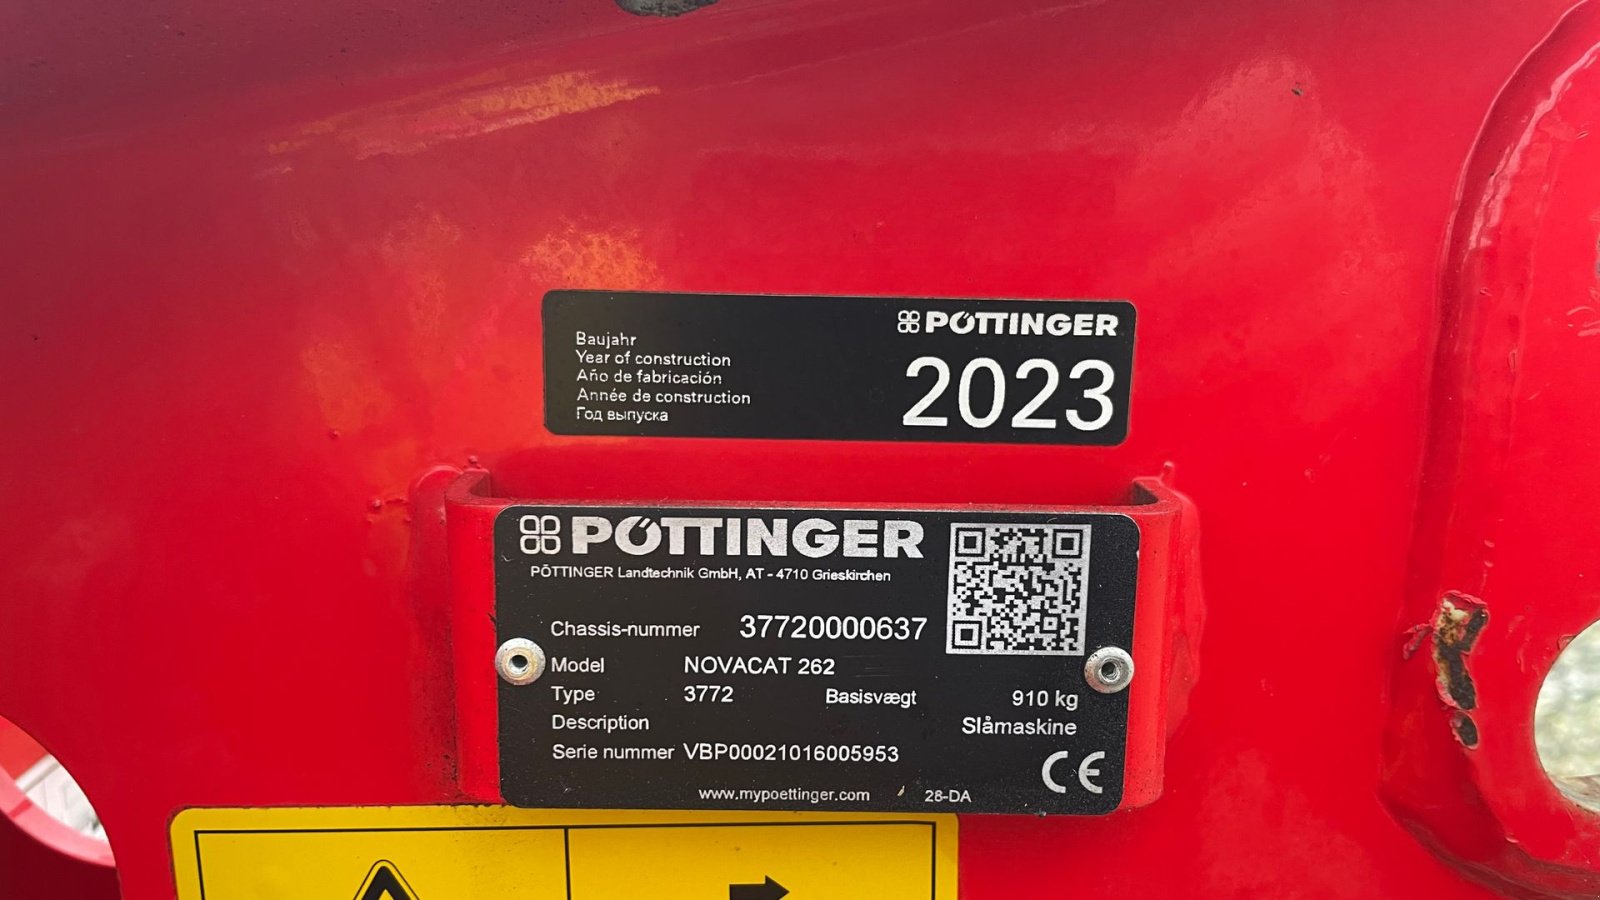 PÖTTINGER
Baujahr
Year of construction
Año de fabricación
Année de construction
Год выпуска
2023
PÖTTINGER
PÖTTINGER Landtechnik GmbH, AT - 4710 Grieskirchen
Chassis-nummer 37720000637
Model NOVACAT 262
Type 3772 Basisvægt 910 kg
Description Slåmaskine
Serie nummer VBP00021016005953
CE
www.mypoettinger.com 28-DA